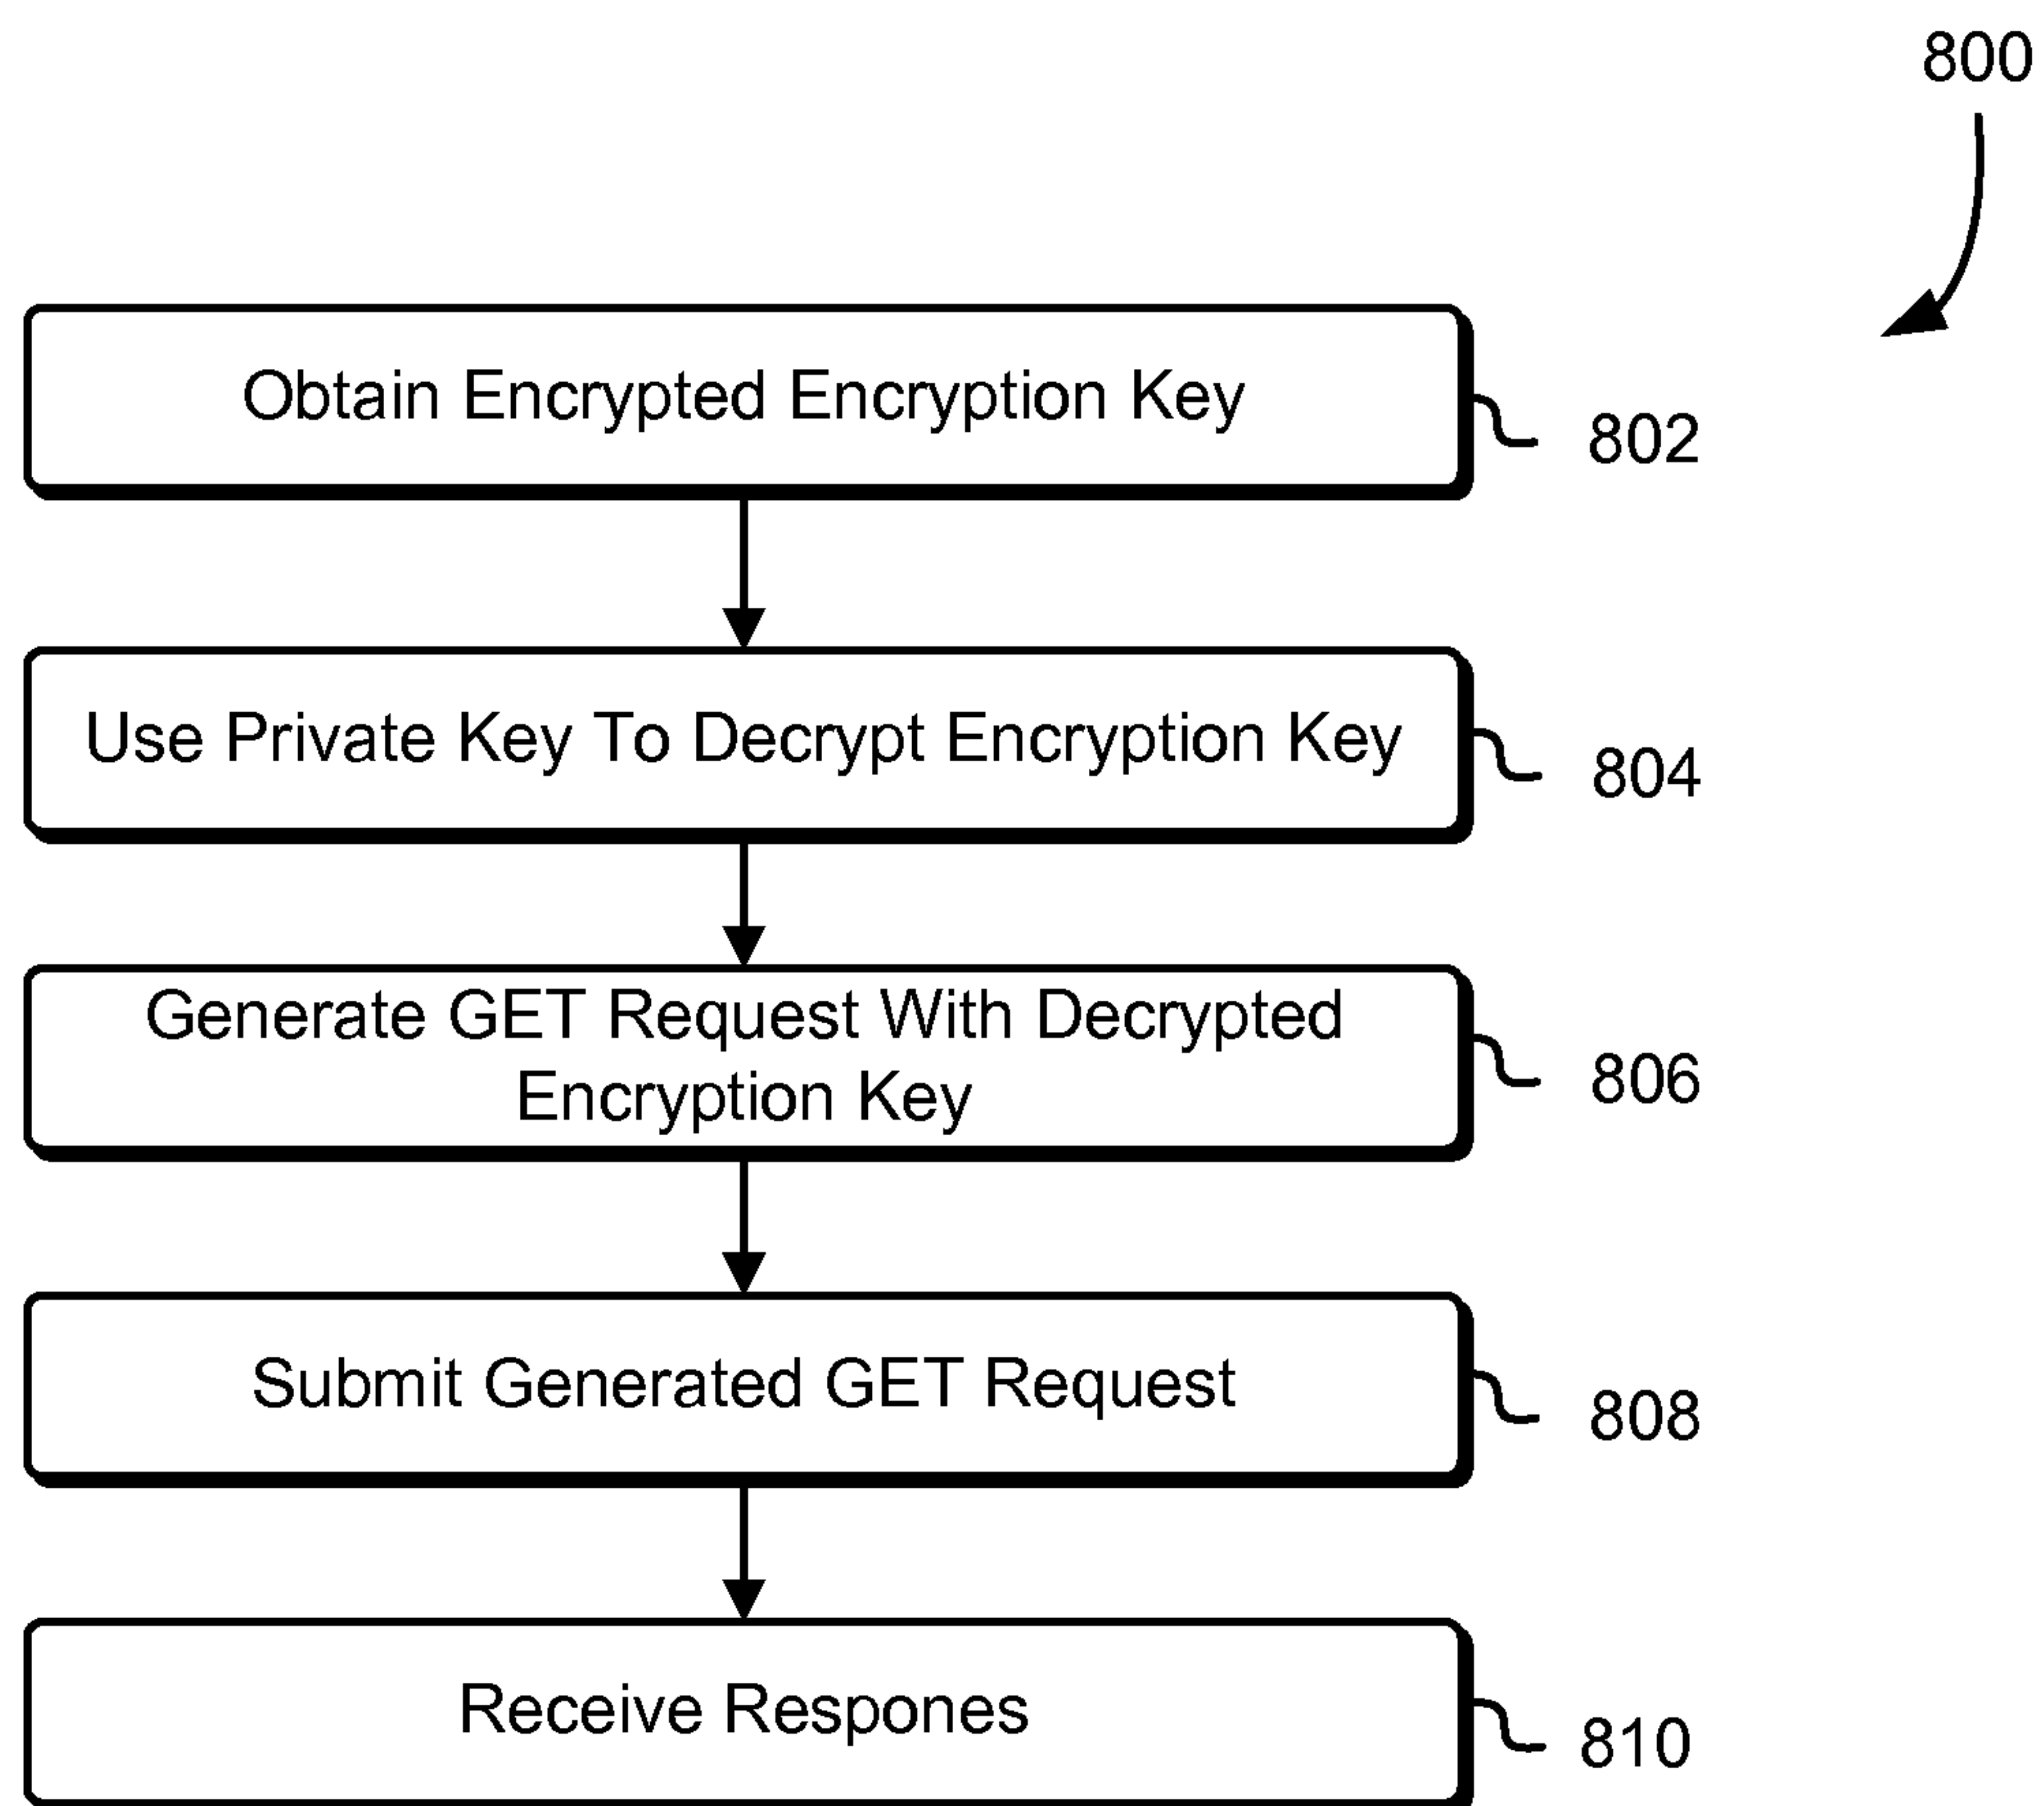 800
Obtain Encrypted Encryption Key
802
Use Private Key To Decrypt Encryption Key
804
Generate GET Request With Decrypted
Encryption Key
806
Submit Generated GET Request
808
Receive Respones
810